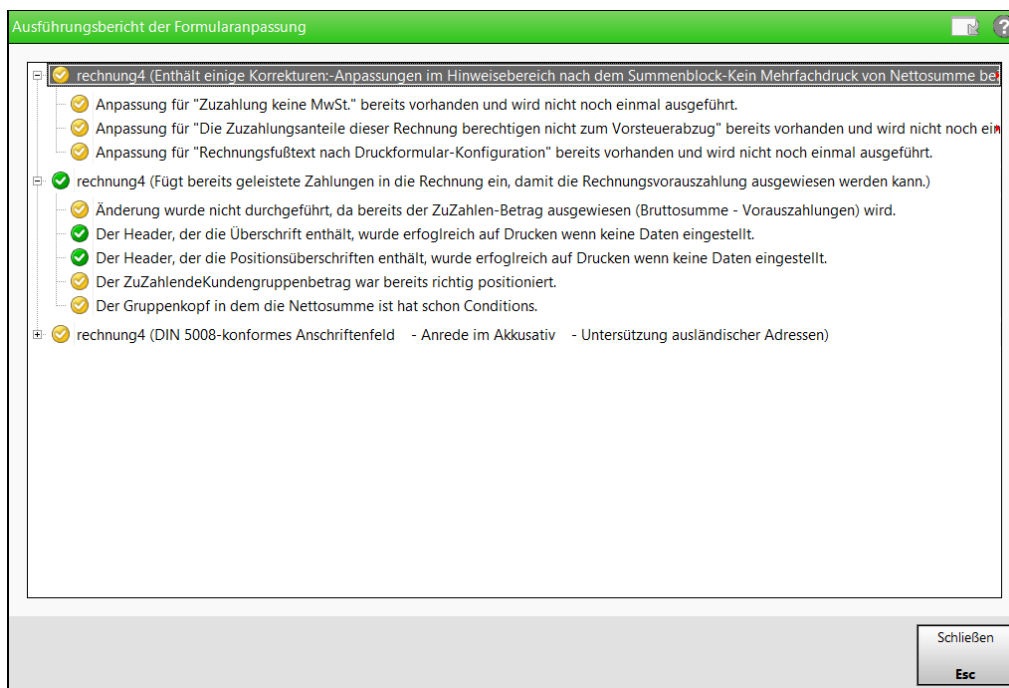 Ausführungsbericht der Formularanpassung
rechnung4 (Enthält einige Korrekturen:-Anpassungen im Hinweisebereich nach dem Summenblock-Kein Mehrfachdruck von Nettosumme be
Anpassung für "Zuzahlung keine MwSt." bereits vorhanden und wird nicht noch einmal ausgeführt.
Anpassung für "Die Zuzahlungsanteile dieser Rechnung berechtigen nicht zum Vorsteuerabzug" bereits vorhanden und wird nicht noch ein
Anpassung für "Rechnungsfußtext nach Druckformular-Konfiguration" bereits vorhanden und wird nicht noch einmal ausgeführt.
rechnung4 (Fügt bereits geleistete Zahlungen in die Rechnung ein, damit die Rechnungsvorauszahlung ausgewiesen werden kann.)
Änderung wurde nicht durchgeführt, da bereits der ZuZahlen-Betrag ausgewiesen (Bruttosumme - Vorauszahlungen) wird.
Der Header, der die Überschrift enthält, wurde erfoglreich auf Drucken wenn keine Daten eingestellt.
Der Header, der die Positionsüberschriften enthält, wurde erfoglreich auf Drucken wenn keine Daten eingestellt.
Der ZuZahlendeKundengruppenbetrag war bereits richtig positioniert.
Der Gruppenkopf in dem die Nettosumme ist hat schon Conditions.
rechnung4 (DIN 5008-konformes Anschriftenfeld - Anrede im Akkusativ - Untersützung ausländischer Adressen)
Schließen
Esc